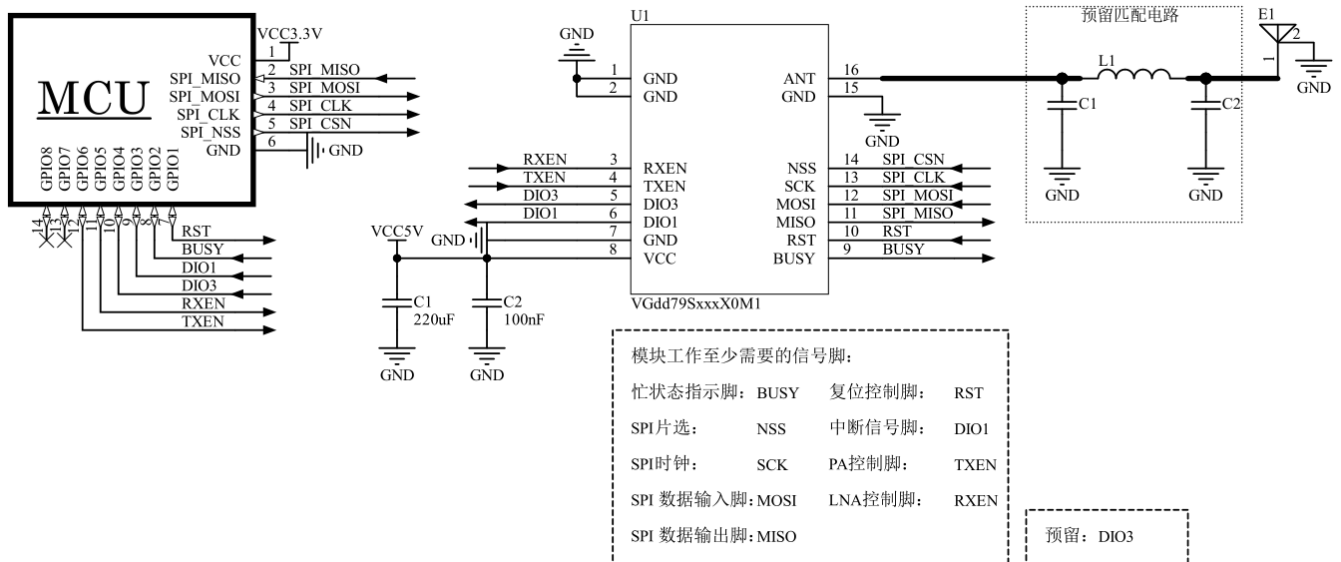 MCU
VCC3.3V
VCC 1
SPI_MISO 2 SPI_MISO
SPI_MOSI 3 SPI_MOSI
SPI_CLK 4 SPI_CLK
SPI_NSS 5 SPI_CSN
GND 6 GND
GPIO8 GPIO7 GPIO6 GPIO5 GPIO4 GPIO3 GPIO2 GPIO1
14 13 12 11 10 9 8 7
RST
BUSY
DIO1
DIO3
RXEN
TXEN
U1
GND
1 GND
2 GND
RXEN 3 RXEN
TXEN 4 TXEN
DIO3 5 DIO3
DIO1 6 DIO1
GND 7 GND
VCC5V 8 VCC
C1
220uF
GND
C2
100nF
GND
ANT 16
GND 15
GND
NSS 14 SPI_CSN
SCK 13 SPI_CLK
MOSI 12 SPI_MOSI
MISO 11 SPI_MISO
RST 10 RST
BUSY 9 BUSY
VGdd79SxxxX0M1
预留匹配电路
L1
C1
C2
GND
GND
E1
1
2
GND
模块工作至少需要的信号脚：
忙状态指示脚：BUSY 复位控制脚： RST
SPI片选： NSS 中断信号脚： DIO1
SPI时钟： SCK PA控制脚： TXEN
SPI 数据输入脚：MOSI LNA控制脚： RXEN
SPI 数据输出脚：MISO
预留：DIO3